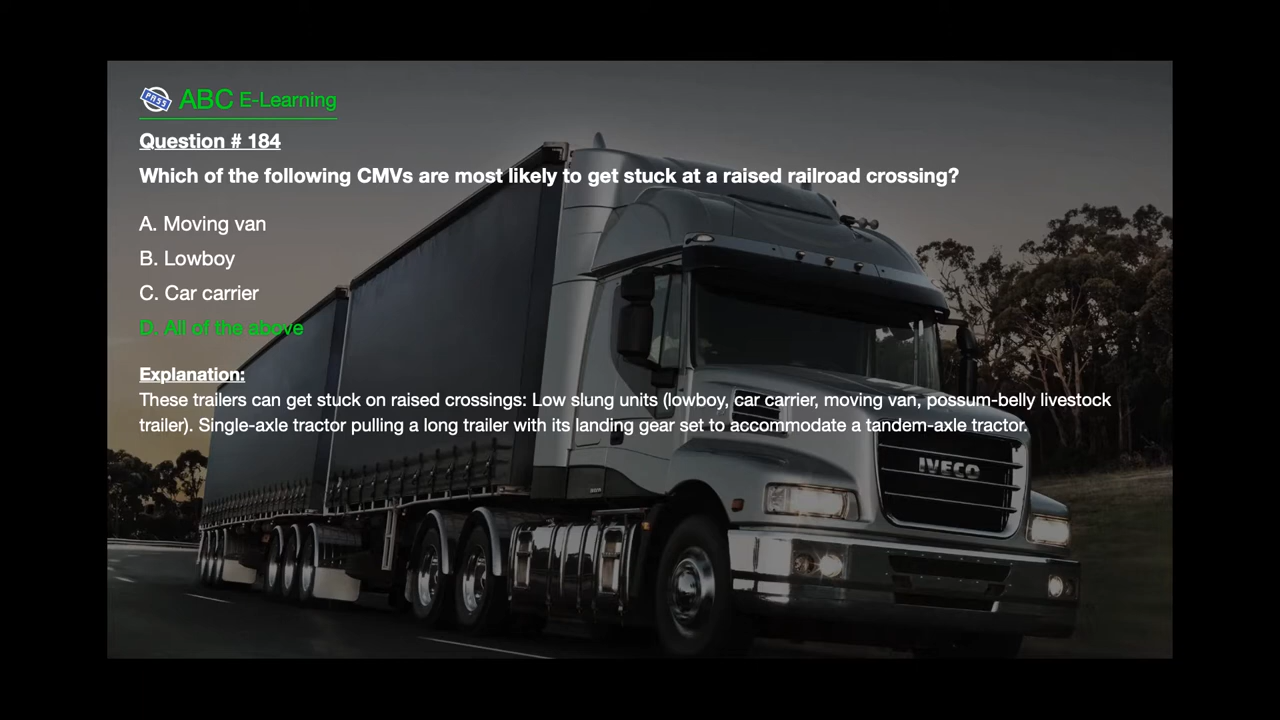 PASS ABC E-Learning
Question # 184
Which of the following CMVs are most likely to get stuck at a raised railroad crossing?
A. Moving van
B. Lowboy
C. Car carrier
D. All of the above
Explanation:
These trailers can get stuck on raised crossings: Low slung units (lowboy, car carrier, moving van, possum-belly livestock
trailer). Single-axle tractor pulling a long trailer with its landing gear set to accommodate a tandem-axle tractor.
IVECO